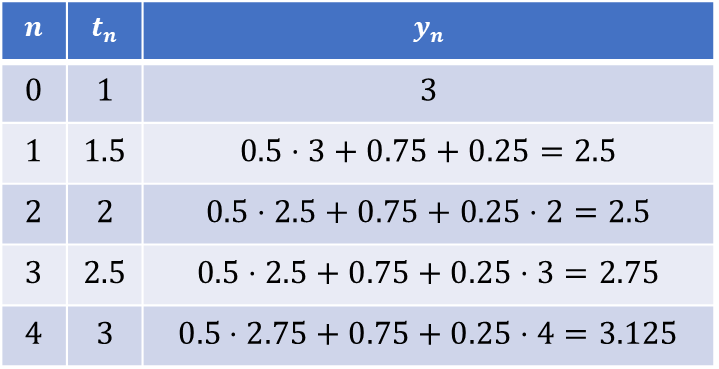 n tₙ yₙ
0 1 3
1 1.5 0.5 · 3 + 0.75 + 0.25 = 2.5
2 2 0.5 · 2.5 + 0.75 + 0.25 · 2 = 2.5
3 2.5 0.5 · 2.5 + 0.75 + 0.25 · 3 = 2.75
4 3 0.5 · 2.75 + 0.75 + 0.25 · 4 = 3.125